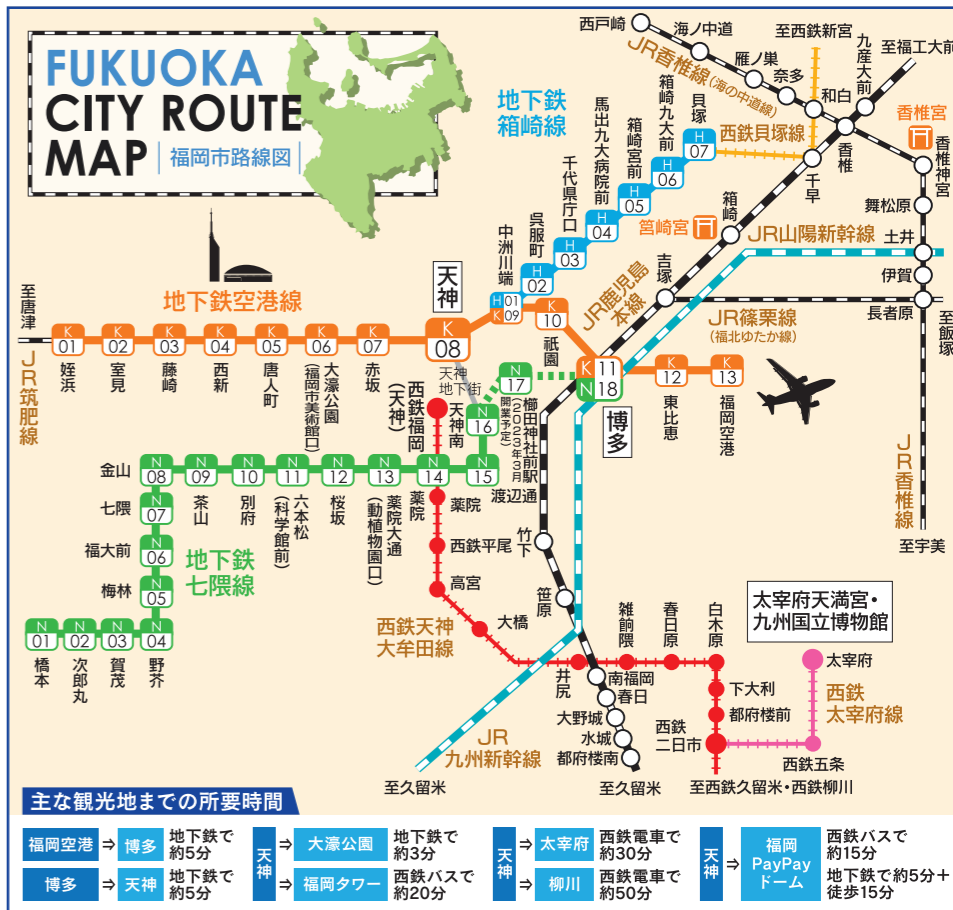 FUKUOKA
CITY ROUTE
MAP
福岡市路線図
西戸崎
海ノ中道
雁ノ巣
奈多
JR香椎線(海の中道線)
至西鉄新宮
九産大前
至福工大前
和白
香椎
香椎宮
香椎神宮
舞松原
土井
伊賀
長者原
至飯塚
JR香椎線
至宇美
地下鉄
箱崎線
貝塚
H
07
箱崎九大前
H
06
箱崎宮前
H
05
馬出九大病院前
H
04
千代県庁口
H
03
呉服町
H
02
中洲川端
H 01
K 09
西鉄貝塚線
千早
箱崎
筥崎宮
吉塚
JR山陽新幹線
JR鹿児島
本線
JR篠栗線
(福北ゆたか線)
地下鉄空港線
至唐津
JR筑肥線
K
01
姪浜
K
02
室見
K
03
藤崎
K
04
西新
K
05
唐人町
K
06
大濠公園
(福岡市美術館口)
K
07
赤坂
天神
K
08
K
10
祇園
K 11
N 18
博多
K
12
東比恵
K
13
福岡空港
天神
地下街
N
17
櫛田神社前駅
(2023年3月
開業予定)
N
16
天神南
西鉄福岡
(天神)
N
15
渡辺通
N
14
薬院
N
13
薬院大通
(動植物園口)
N
12
桜坂
N
11
六本松
(科学館前)
N
10
別府
N
09
茶山
N
08
金山
N
07
七隈
N
06
福大前
N
05
梅林
N
04
野芥
N
03
賀茂
N
02
次郎丸
N
01
橋本
地下鉄
七隈線
薬院
西鉄平尾
高宮
大橋
西鉄天神
大牟田線
井尻
雑餉隈
春日原
白木原
下大利
都府楼前
西鉄
二日市
至西鉄久留米・西鉄柳川
西鉄五条
太宰府
西鉄
太宰府線
太宰府天満宮・
九州国立博物館
竹下
笹原
南福岡
春日
大野城
水城
都府楼南
至久留米
JR
九州新幹線
至久留米
主な観光地までの所要時間
福岡空港 ⇒ 博多 地下鉄で
約5分
博多 ⇒ 天神 地下鉄で
約5分
天神 ⇒ 大濠公園 地下鉄で
約3分
⇒ 福岡タワー 西鉄バスで
約20分
天神 ⇒ 太宰府 西鉄電車で
約30分
⇒ 柳川 西鉄電車で
約50分
天神 ⇒ 福岡
PayPay
ドーム
西鉄バスで
約15分
地下鉄で約5分+
徒歩15分